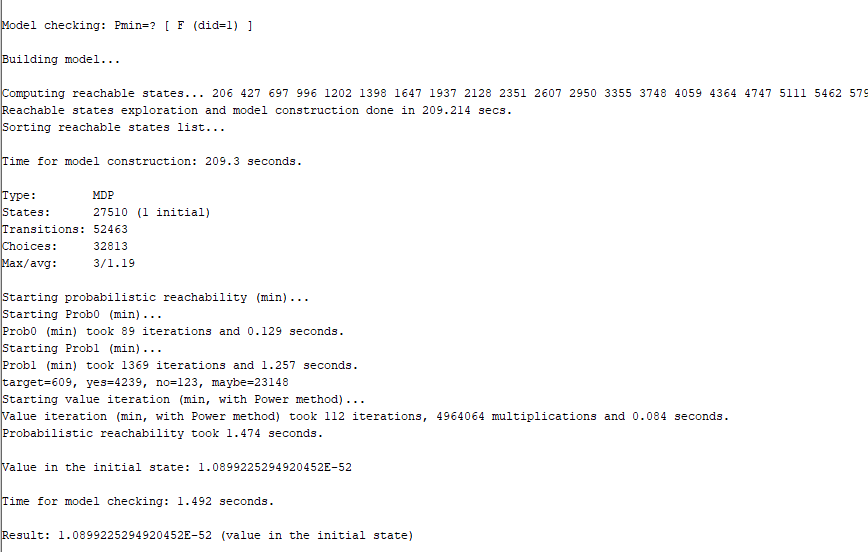 Model checking: Pmin=? [ F (did=1) ]
Building model...
Computing reachable states... 206 427 697 996 1202 1398 1647 1937 2128 2351 2607 2950 3355 3748 4059 4364 4747 5111 5462 579
Reachable states exploration and model construction done in 209.214 secs.
Sorting reachable states list...
Time for model construction: 209.3 seconds.
Type: MDP
States: 27510 (1 initial)
Transitions: 52463
Choices: 32813
Max/avg: 3/1.19
Starting probabilistic reachability (min)...
Starting Prob0 (min)...
Prob0 (min) took 89 iterations and 0.129 seconds.
Starting Prob1 (min)...
Prob1 (min) took 1369 iterations and 1.257 seconds.
target=609, yes=4239, no=123, maybe=23148
Starting value iteration (min, with Power method)...
Value iteration (min, with Power method) took 112 iterations, 4964064 multiplications and 0.084 seconds.
Probabilistic reachability took 1.474 seconds.
Value in the initial state: 1.0899225294920452E-52
Time for model checking: 1.492 seconds.
Result: 1.0899225294920452E-52 (value in the initial state)